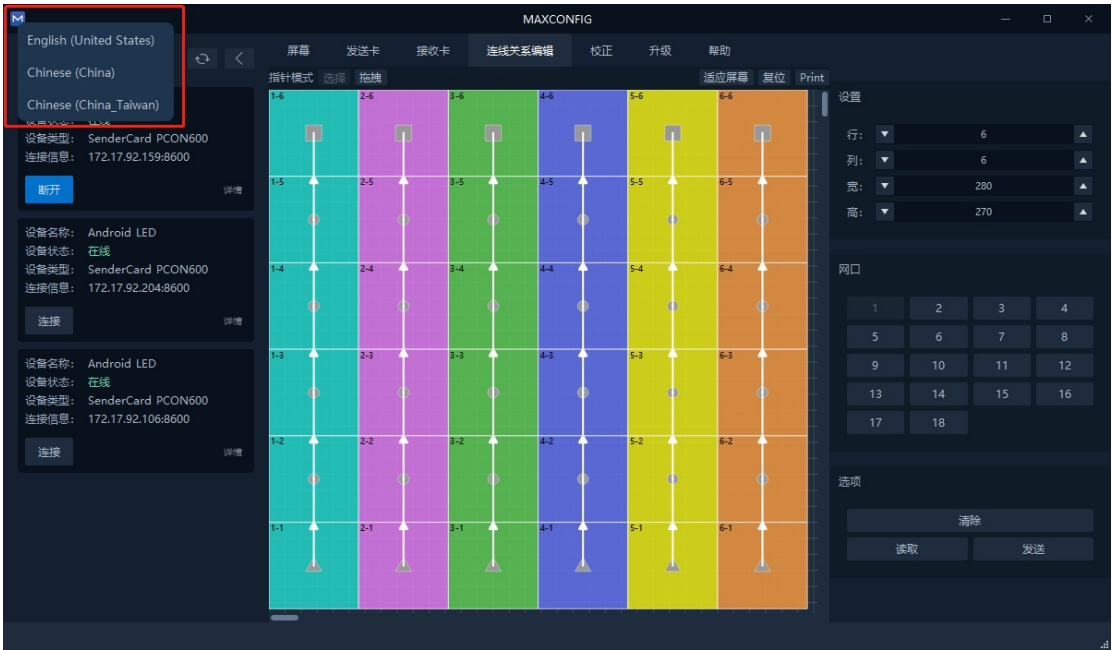 MAXCONFIG
English (United States)
Chinese (China)
Chinese (China_Taiwan)
屏幕 发送卡 接收卡 连线关系编辑 校正 升级 帮助
指针模式 选择 拖拽 适应屏幕 复位 Print
设备状态: 在线
设备类型: SenderCard PCON600
连接信息: 172.17.92.159:8600
断开 详情
设备名称: Android LED
设备状态: 在线
设备类型: SenderCard PCON600
连接信息: 172.17.92.204:8600
连接 详情
设备名称: Android LED
设备状态: 在线
设备类型: SenderCard PCON600
连接信息: 172.17.92.106:8600
连接 详情
1-6 2-6 3-6 4-6 5-6 6-6
1-5 2-5 3-5 4-5 5-5 6-5
1-4 2-4 3-4 4-4 5-4 6-4
1-3 2-3 3-3 4-3 5-3 6-3
1-2 2-2 3-2 4-2 5-2 6-2
1-1 2-1 3-1 4-1 5-1 6-1
设置
行: 6
列: 6
宽: 280
高: 270
网口
1 2 3 4
5 6 7 8
9 10 11 12
13 14 15 16
17 18
选项
清除
读取 发送